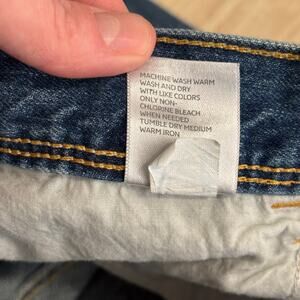 MACHINE WASH WARM
WASH AND DRY
WITH LIKE COLORS
ONLY NON-
CHLORINE BLEACH
WHEN NEEDED
TUMBLE DRY MEDIUM
WARM IRON